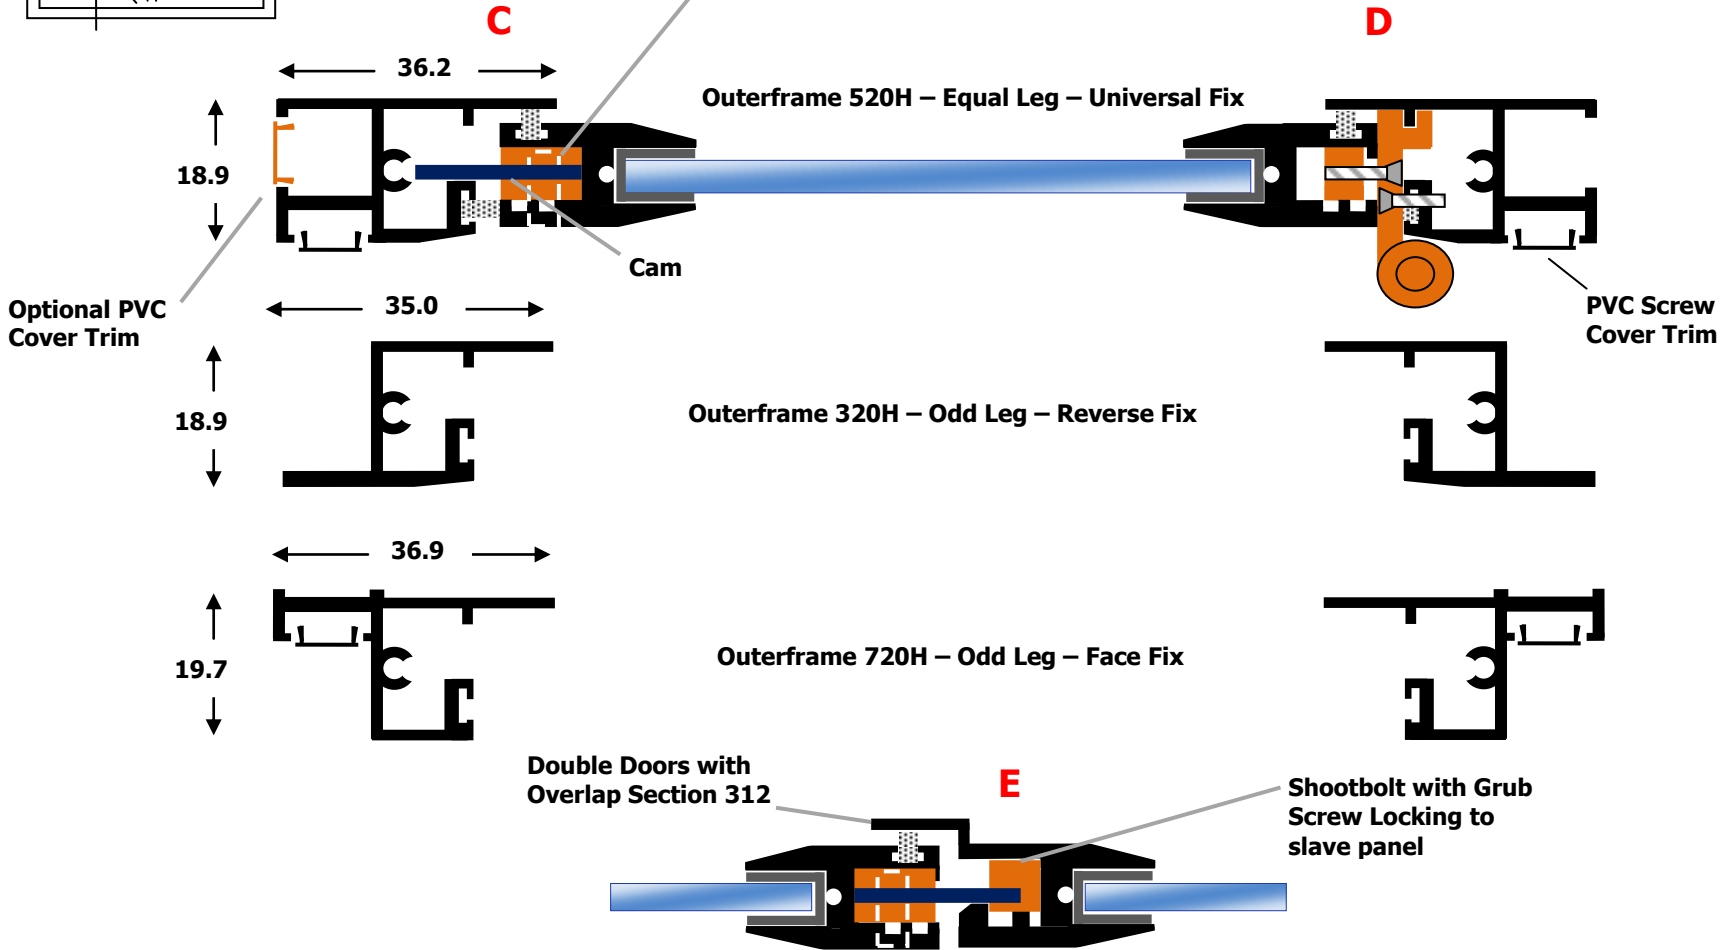 C
D
36.2
Outerframe 520H – Equal Leg – Universal Fix
18.9
Cam
Optional PVC
Cover Trim
35.0
PVC Screw
Cover Trim
18.9
Outerframe 320H – Odd Leg – Reverse Fix
36.9
19.7
Outerframe 720H – Odd Leg – Face Fix
Double Doors with
Overlap Section 312
E
Shootbolt with Grub
Screw Locking to
slave panel